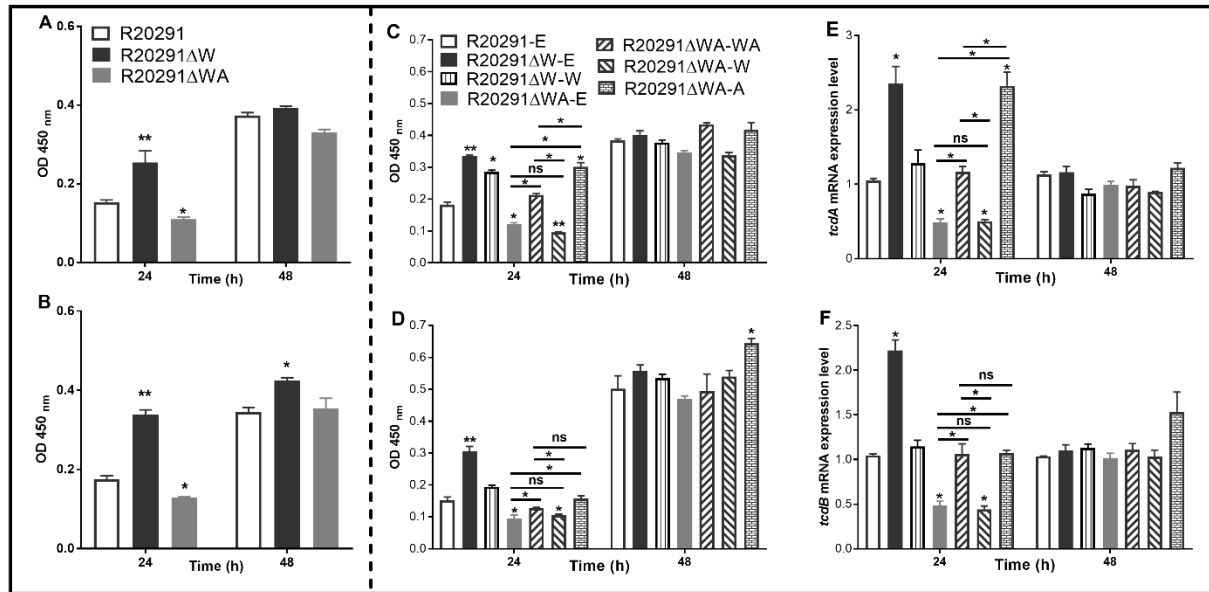 A
0.6
R20291
R20291ΔW
R20291ΔWA
OD 450 nm
0.4
**
0.2
*
0.0
24
48
Time (h)
B
0.6
OD 450 nm
0.4
**
*
0.2
*
0.0
24
48
Time (h)
C
R20291-E
R20291ΔW-E
R20291ΔW-W
R20291ΔWA-E
R20291ΔWA-WA
R20291ΔWA-W
R20291ΔWA-A
OD 450 nm
0.7
0.6
0.5
0.4
0.3
0.2
0.1
0.0
** * * * * ns * * * ** *
24
48
Time (h)
D
OD 450 nm
0.7
0.6
0.5
0.4
0.3
0.2
0.1
0.0
** ns * * ns * * * *
24
48
Time (h)
E
tcdA mRNA expression level
3
2
1
0
* * * * ns * * * *
24
48
Time (h)
F
tcdB mRNA expression level
2.5
2.0
1.5
1.0
0.5
0.0
* ns * * ns * * *
24
48
Time (h)